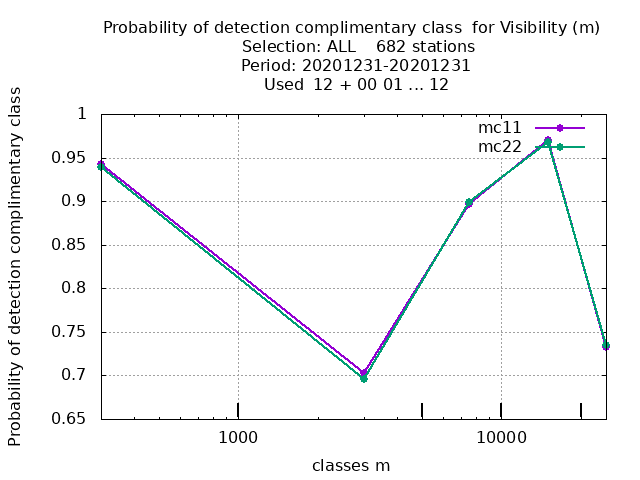 Probability of detection complimentary class  for Visibility (m)
Selection: ALL    682 stations
Period: 20201231-20201231
Used  12 + 00 01 ... 12
Probability of detection complimentary class
1
0.95
0.9
0.85
0.8
0.75
0.7
0.65
mc11
mc22
1000
10000
classes m